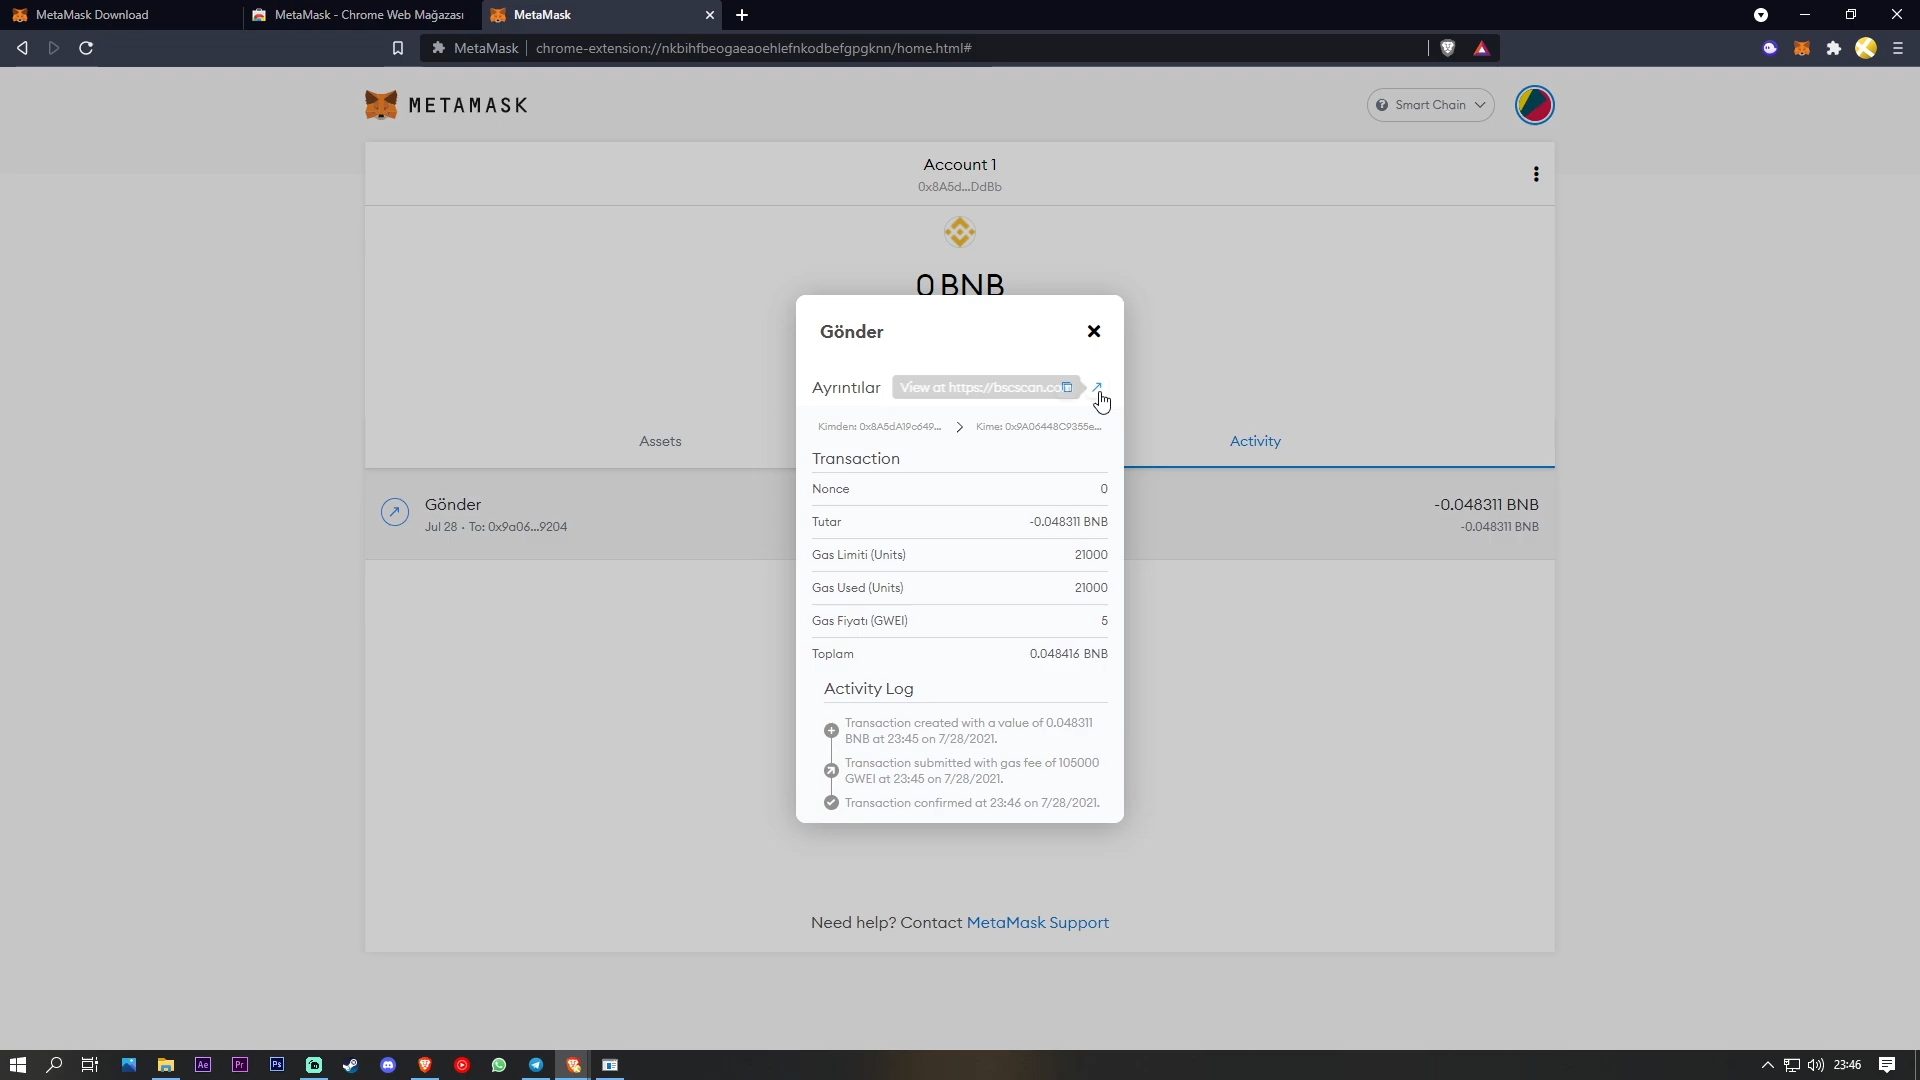 MetaMask Download
MetaMask - Chrome Web Mağazası
MetaMask
MetaMask
chrome-extension://nkbihfbeogaeaoehlefnkodbefgpgknn/home.html#
METAMASK
Smart Chain
Account 1
0x8A5d...DdBb
0 BNB
Gönder
Ayrıntılar
View at https://bscscan.co
Kimden: 0x8A5dA19c649...
Kime: 0x9A06448C9355e...
Assets
Activity
Transaction
Nonce 0
Tutar -0.048311 BNB
Gas Limiti (Units) 21000
Gas Used (Units) 21000
Gas Fiyatı (GWEI) 5
Toplam 0.048416 BNB
Activity Log
Transaction created with a value of 0.048311
BNB at 23:45 on 7/28/2021.
Transaction submitted with gas fee of 105000
GWEI at 23:45 on 7/28/2021.
Transaction confirmed at 23:46 on 7/28/2021.
Gönder
Jul 28 · To: 0x9a06...9204
-0.048311 BNB
-0.048311 BNB
Need help? Contact MetaMask Support
Ae
Pr
Ps
23:46